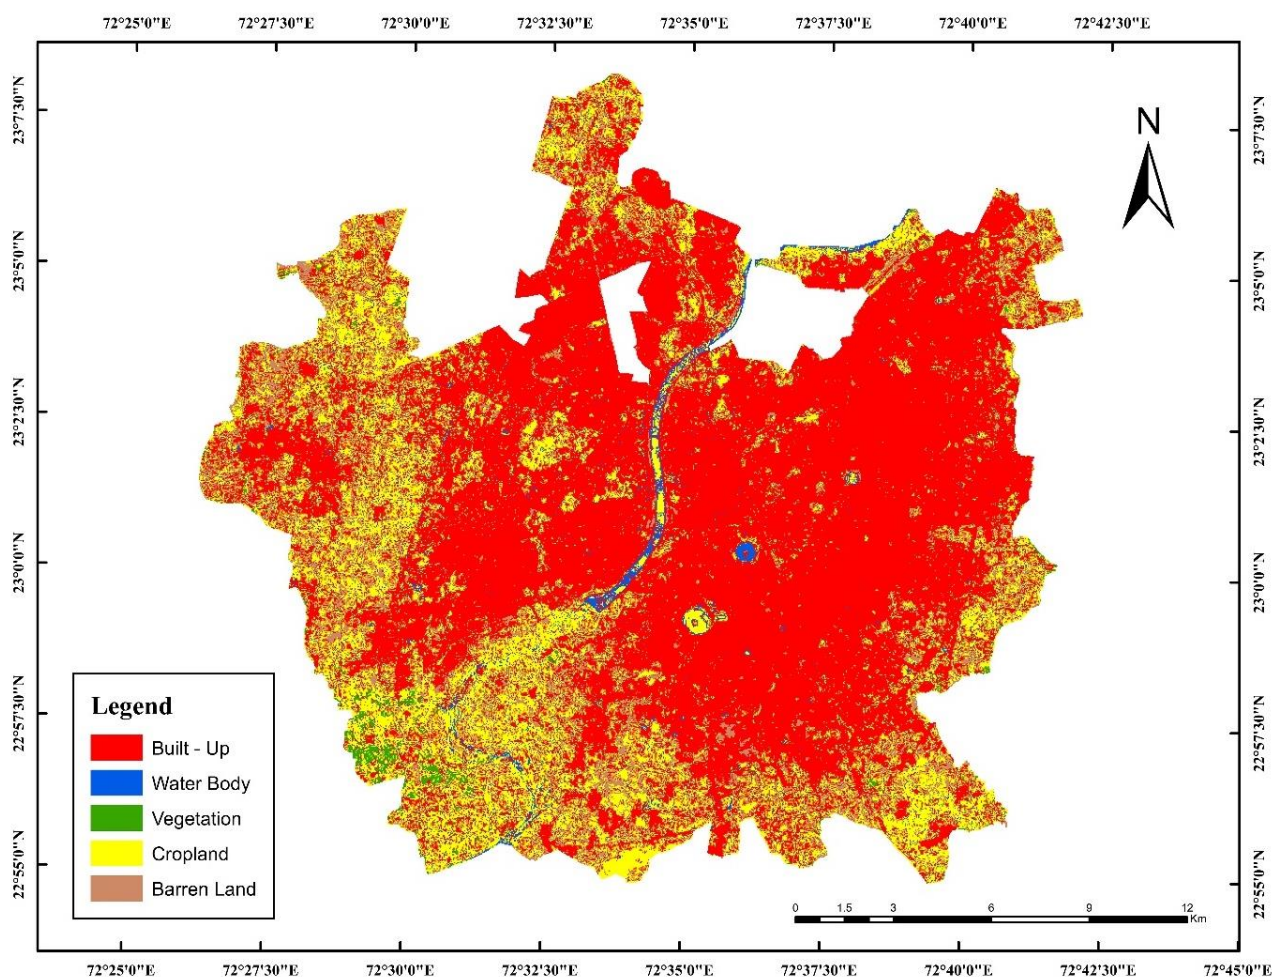 72°25'0"E 72°27'30"E 72°30'0"E 72°32'30"E 72°35'0"E 72°37'30"E 72°40'0"E 72°42'30"E
23°7'30"N
23°7'30"N
N
23°5'0"N
23°5'0"N
23°2'30"N
23°2'30"N
23°0'0"N
23°0'0"N
22°57'30"N
22°57'30"N
22°55'0"N
22°55'0"N
Legend
Built - Up
Water Body
Vegetation
Cropland
Barren Land
0 1.5 3 6 9 12
Km
72°25'0"E 72°27'30"E 72°30'0"E 72°32'30"E 72°35'0"E 72°37'30"E 72°40'0"E 72°42'30"E 72°45'0"E